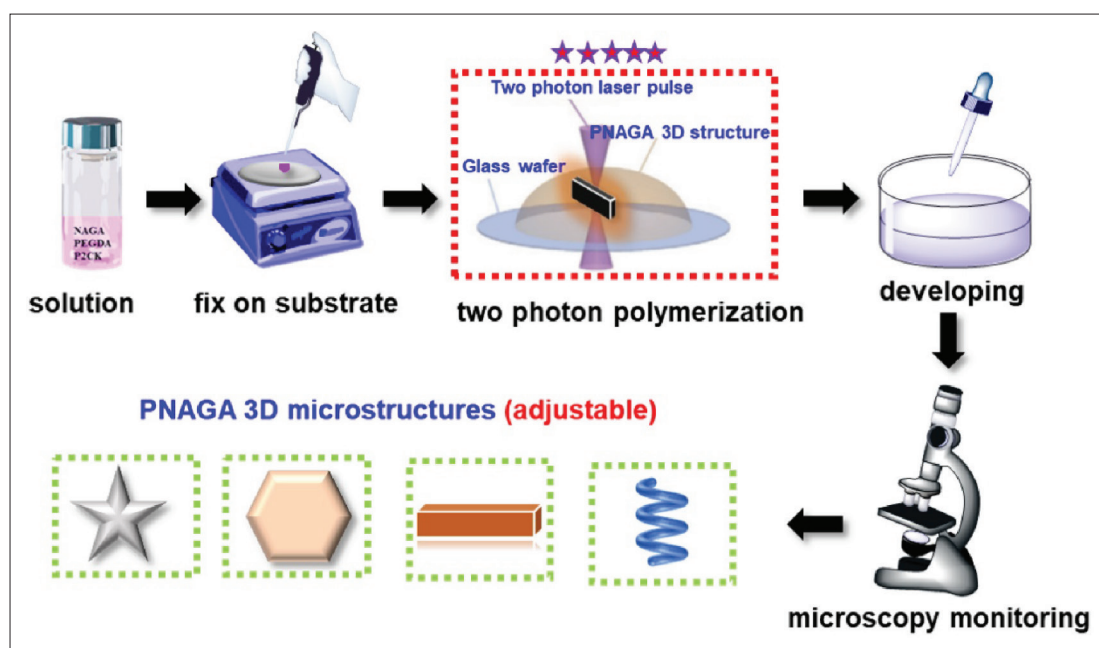 NAGA
PEGDA
P2CK
solution
fix on substrate
Two photon laser pulse
PNAGA 3D structure
Glass wafer
two photon polymerization
developing
microscopy monitoring
PNAGA 3D microstructures (adjustable)